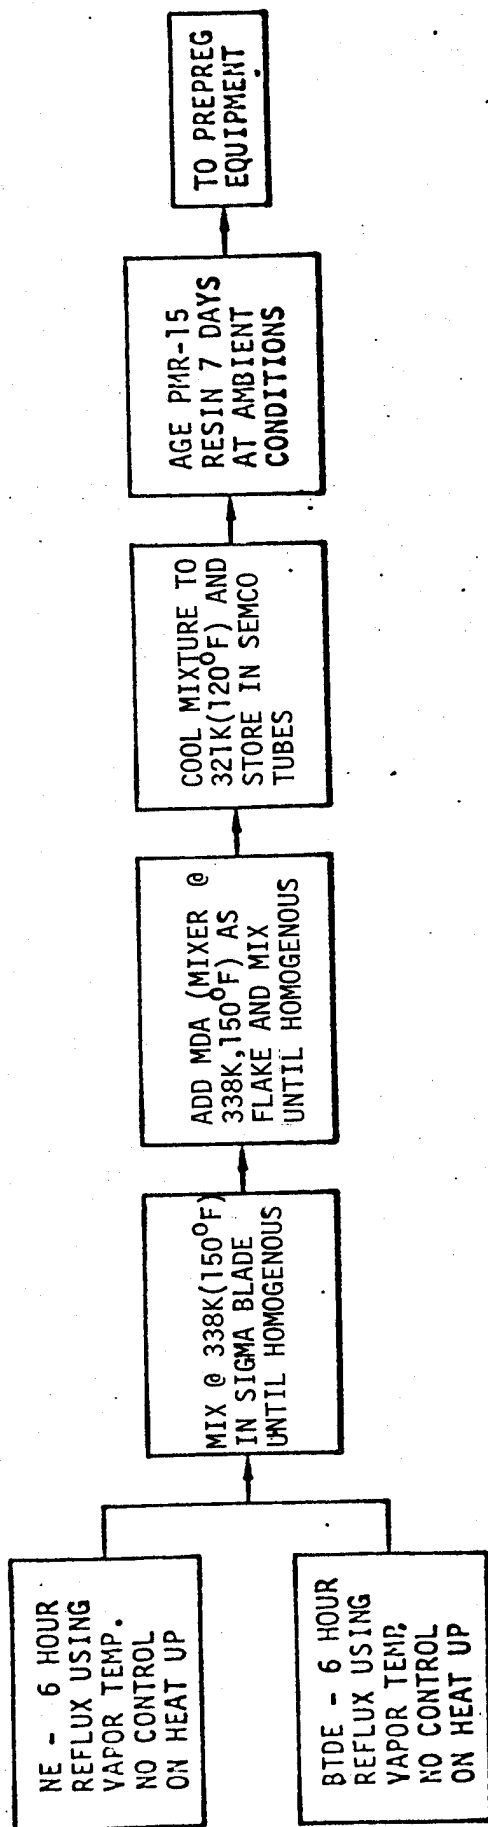 NE - 6 HOUR
REFLUX USING
VAPOR TEMP.
NO CONTROL
ON HEAT UP
BTDE - 6 HOUR
REFLUX USING
VAPOR TEMP,
NO CONTROL
ON HEAT UP
MIX @ 338K(150°F)
IN SIGMA BLADE
UNTIL HOMOGENOUS
ADD MDA (MIXER @
338K,150°F) AS
FLAKE AND MIX
UNTIL HOMOGENOUS
COOL MIXTURE TO
321K(120°F) AND
STORE IN SEMCO
TUBES
AGE PMR-15
RESIN 7 DAYS
AT AMBIENT
CONDITIONS
TO PREPREG
EQUIPMENT